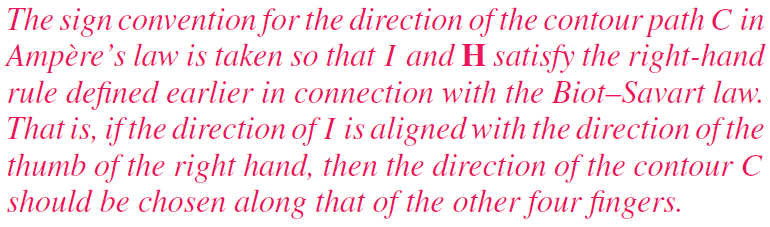 The sign convention for the direction of the contour path C in
Ampère's law is taken so that I and H satisfy the right-hand
rule defined earlier in connection with the Biot–Savart law.
That is, if the direction of I is aligned with the direction of the
thumb of the right hand, then the direction of the contour C
should be chosen along that of the other four fingers.